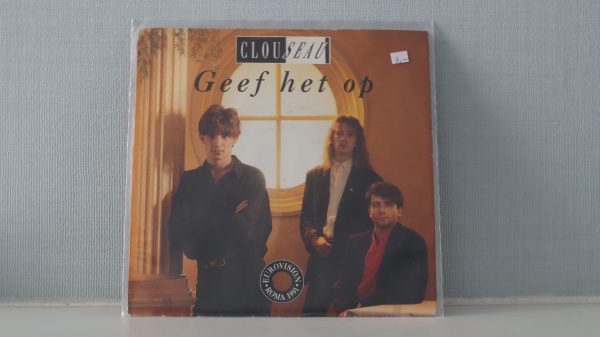 CLOUSEAU
Geef het op
EUROVISION
ROMA 1991